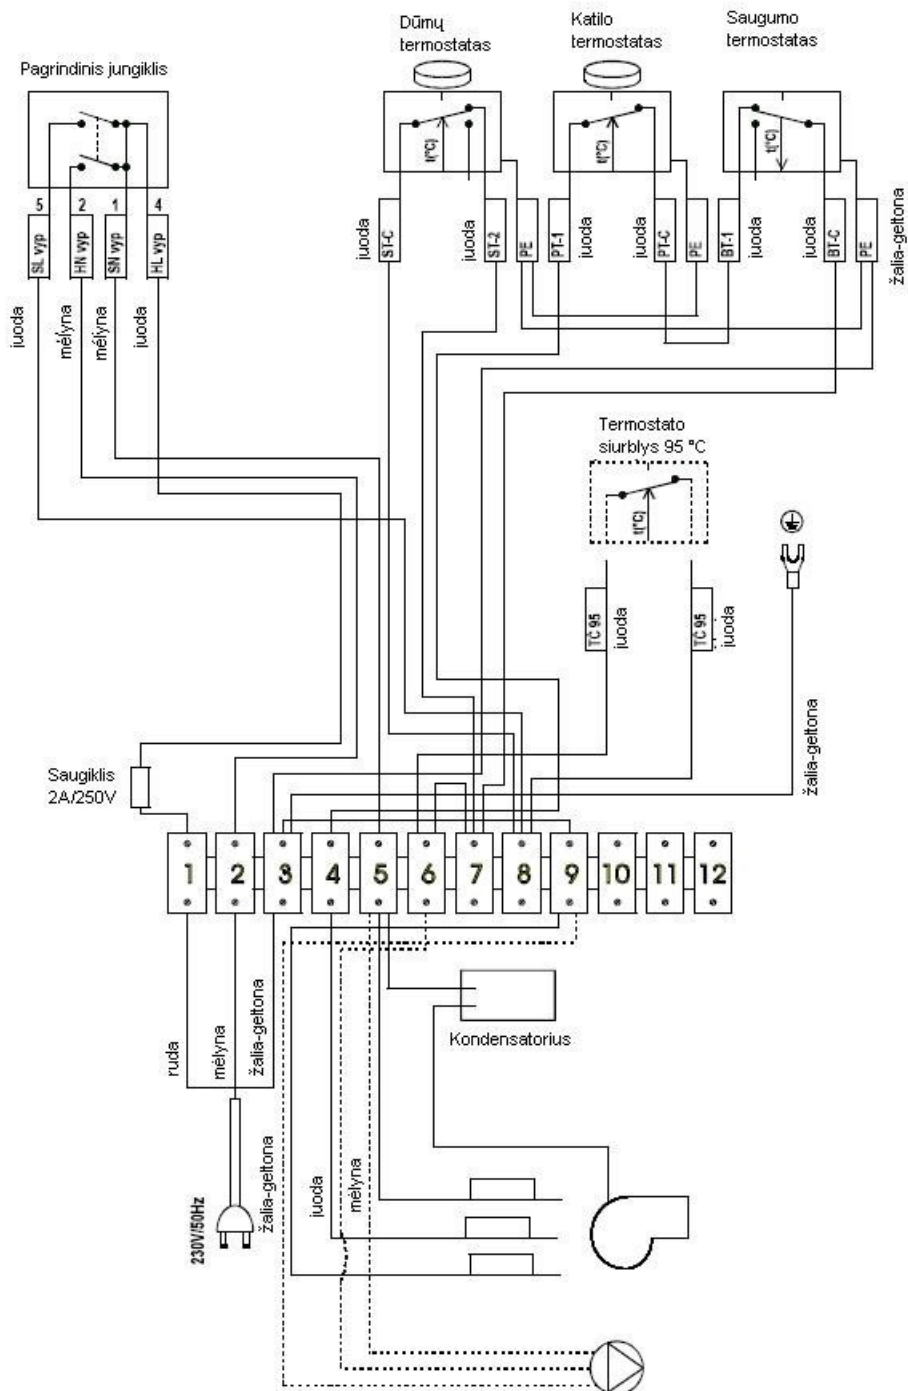 Dūmų
termostatas
Katilo
termostatas
Saugumo
termostatas
Pagrindinis jungiklis
t(°C)
t(°C)
t(°C)
5
2
1
4
SL vyp
HN vyp
SN vyp
HL vyp
juoda
mėlyna
mėlyna
juoda
juoda
ST-C
juoda
ST-2
PE
PT-1
juoda
juoda
PT-C
PE
BT-1
juoda
juoda
BT-C
PE
žalia-geltona
Termostato
siurblys 95 °C
t(°C)
TČ 95
juoda
TČ 95
juoda
žalia-geltona
Saugiklis
2A/250V
1
2
3
4
5
6
7
8
9
10
11
12
ruda
mėlyna
žalia-geltona
Kondensatorius
230V/50Hz
žalia-geltona
juoda
mėlyna